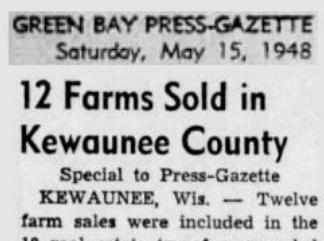 GREEN BAY PRESS-GAZETTE
Saturday, May 15, 1948
12 Farms Sold in
Kewaunee County
Special to Press-Gazette
KEWAUNEE, Wis. — Twelve
farm sales were included in the